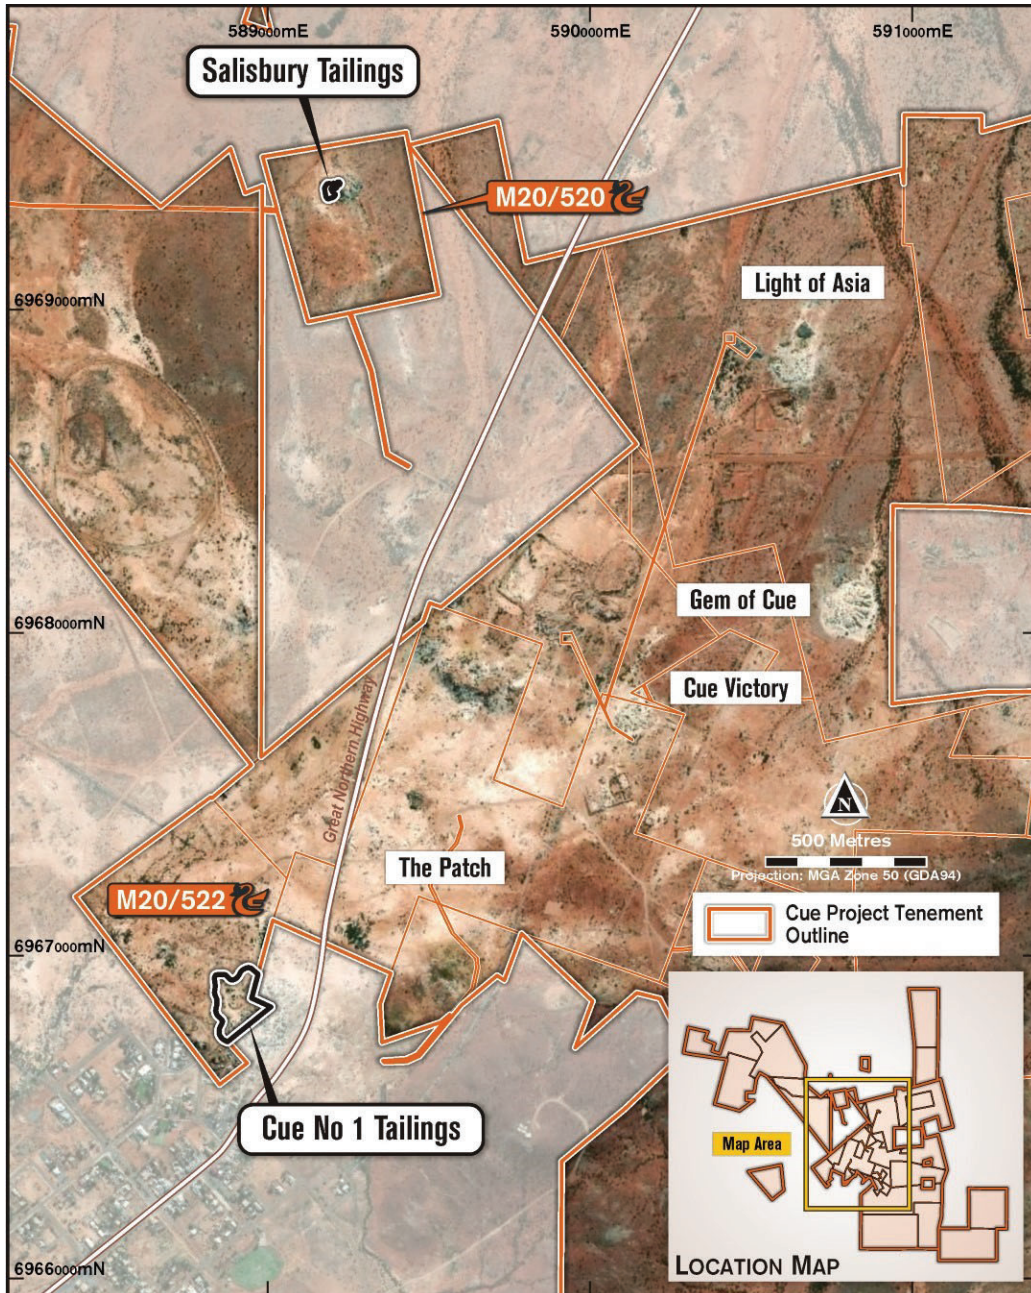 589000mE
590000mE
591000mE
Salisbury Tailings
M20/520
Light of Asia
6969000mN
Gem of Cue
6968000mN
Cue Victory
Great Northern Highway
N
500 Metres
Projection: MGA Zone 50 (GDA94)
The Patch
M20/522
Cue Project Tenement
Outline
6967000mN
Cue No 1 Tailings
Map Area
LOCATION MAP
6966000mN